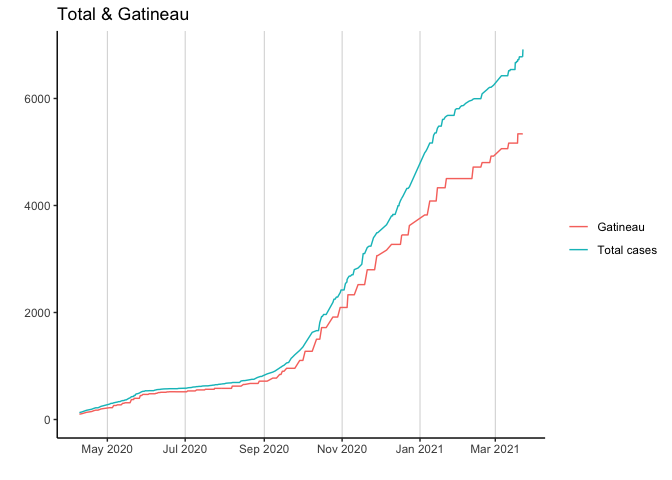 Total & Gatineau
6000
4000
2000
0
May 2020
Jul 2020
Sep 2020
Nov 2020
Jan 2021
Mar 2021
Gatineau
Total cases